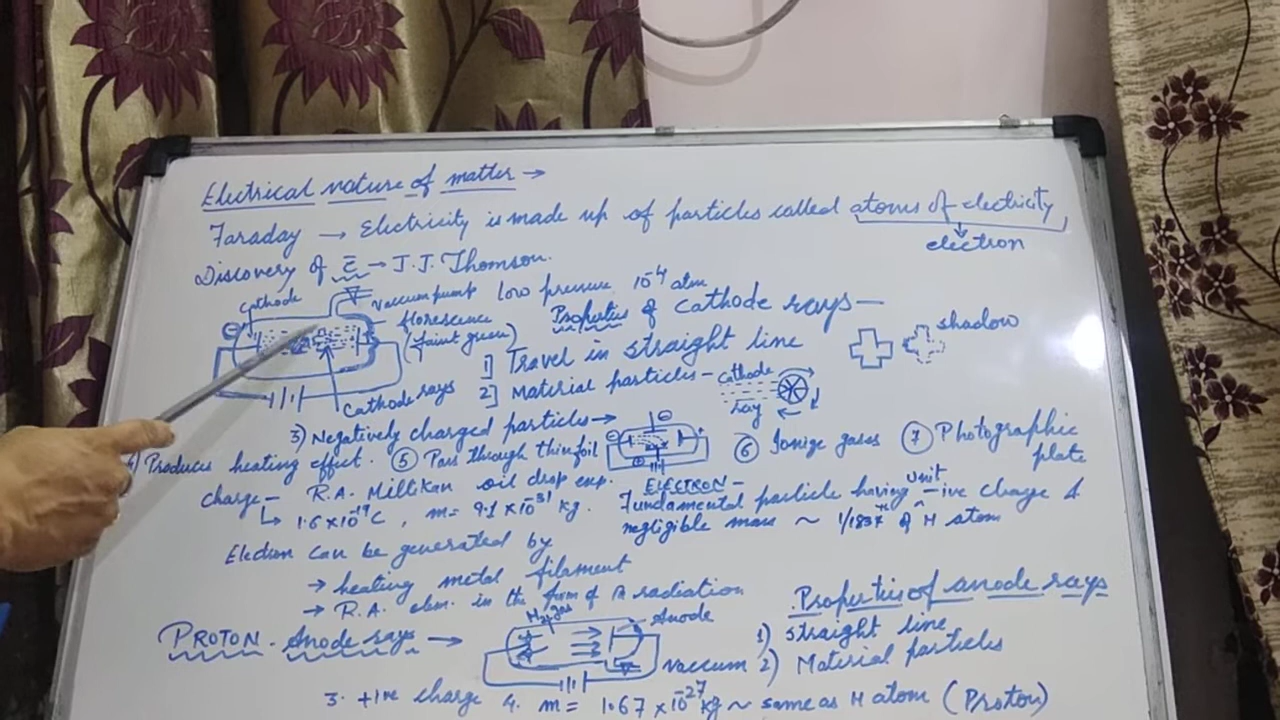 Electrical nature of matter →
Faraday → Electricity is made up of particles called atoms of electricity
electron
Discovery of ē → J.J. Thomson.
Cathode
Vaccum pump low pressure 10⁻⁴ atm
florescence
(faint green)
Cathode rays
Properties of Cathode rays —
1] Travel in straight line
shadow
2] Material particles – Cathode
ray
3) Negatively charged particles →
4) Produces heating effect. ⑤ Pass through thin foil
⑥ Ionize gases ⑦ Photographic
plate
charge – R.A. Millikan oil drop exp.
↳ 1.6 × 10⁻¹⁹ C, m = 9.1 × 10⁻³¹ kg.
ELECTRON –
Fundamental particle having unit –ive charge &
negligible mass ~ 1/1837th of H atom
Electron can be generated by
→ heating metal filament
→ R.A. elem. in the form of β radiation
PROTON - Anode rays →
H₂ gas
Anode
Vaccum
Properties of anode rays
1) Straight line
2) Material particles
3. +ive charge 4. m = 1.67 × 10⁻²⁷ kg ~ same as H atom (Proton)